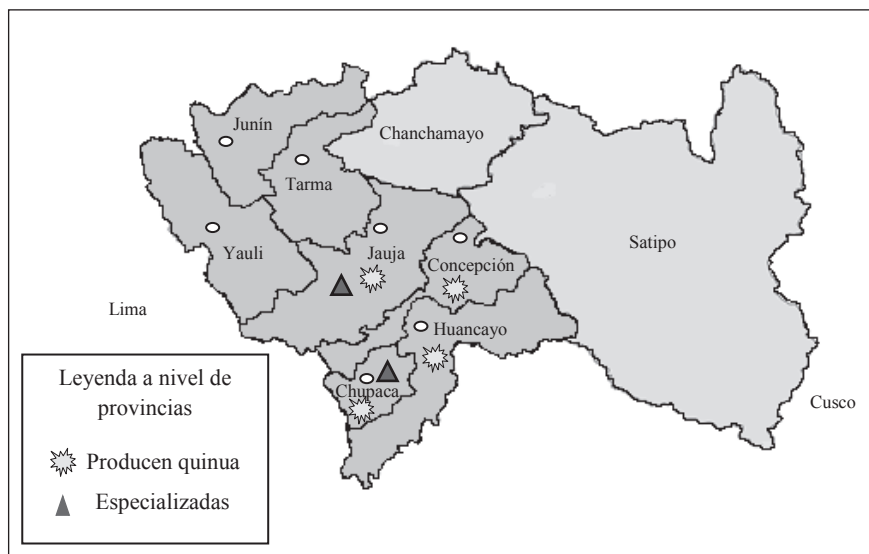 Junín
Chanchamayo
Tarma
Satipo
Yauli
Jauja
Concepción
Lima
Huancayo
Chupaca
Cusco
Leyenda a nivel de
provincias
Producen quinua
Especializadas